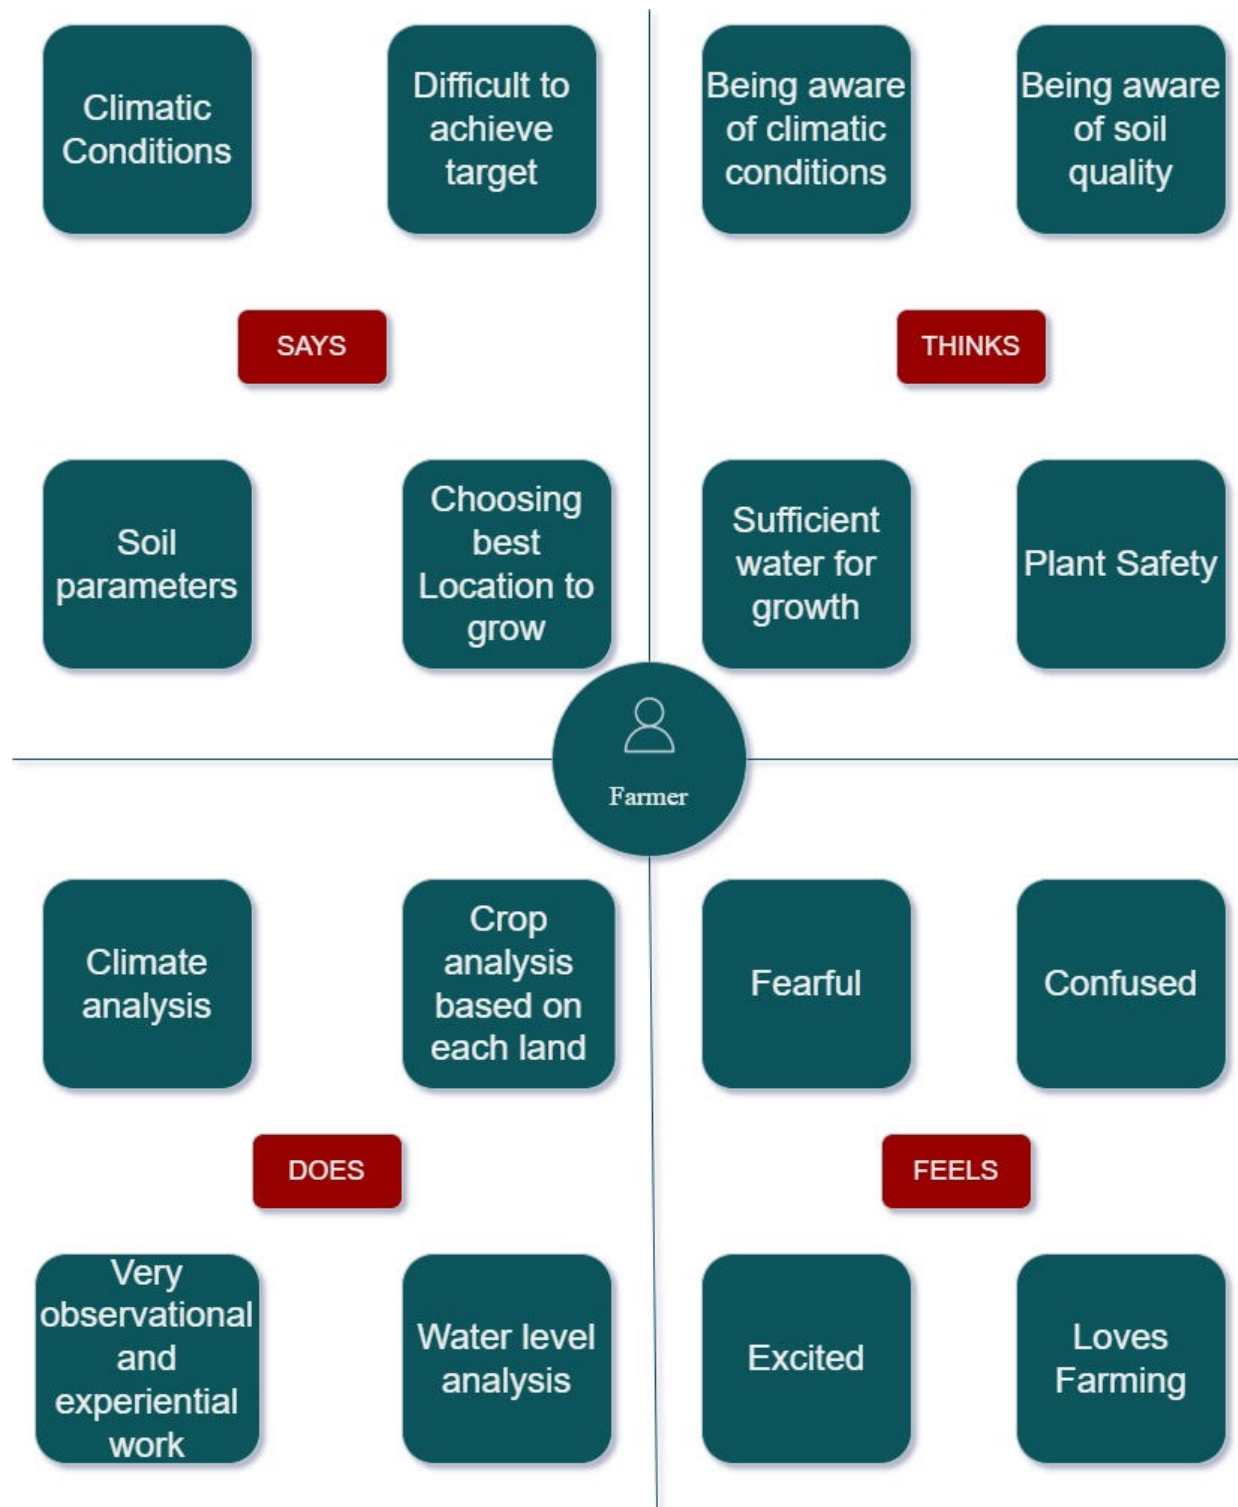 Climatic
Conditions
Difficult to
achieve
target
SAYS
Soil
parameters
Choosing
best
Location to
grow
Being aware
of climatic
conditions
Being aware
of soil
quality
THINKS
Sufficient
water for
growth
Plant Safety
Farmer
Climate
analysis
Crop
analysis
based on
each land
DOES
Very
observational
and
experiential
work
Water level
analysis
Fearful
Confused
FEELS
Excited
Loves
Farming